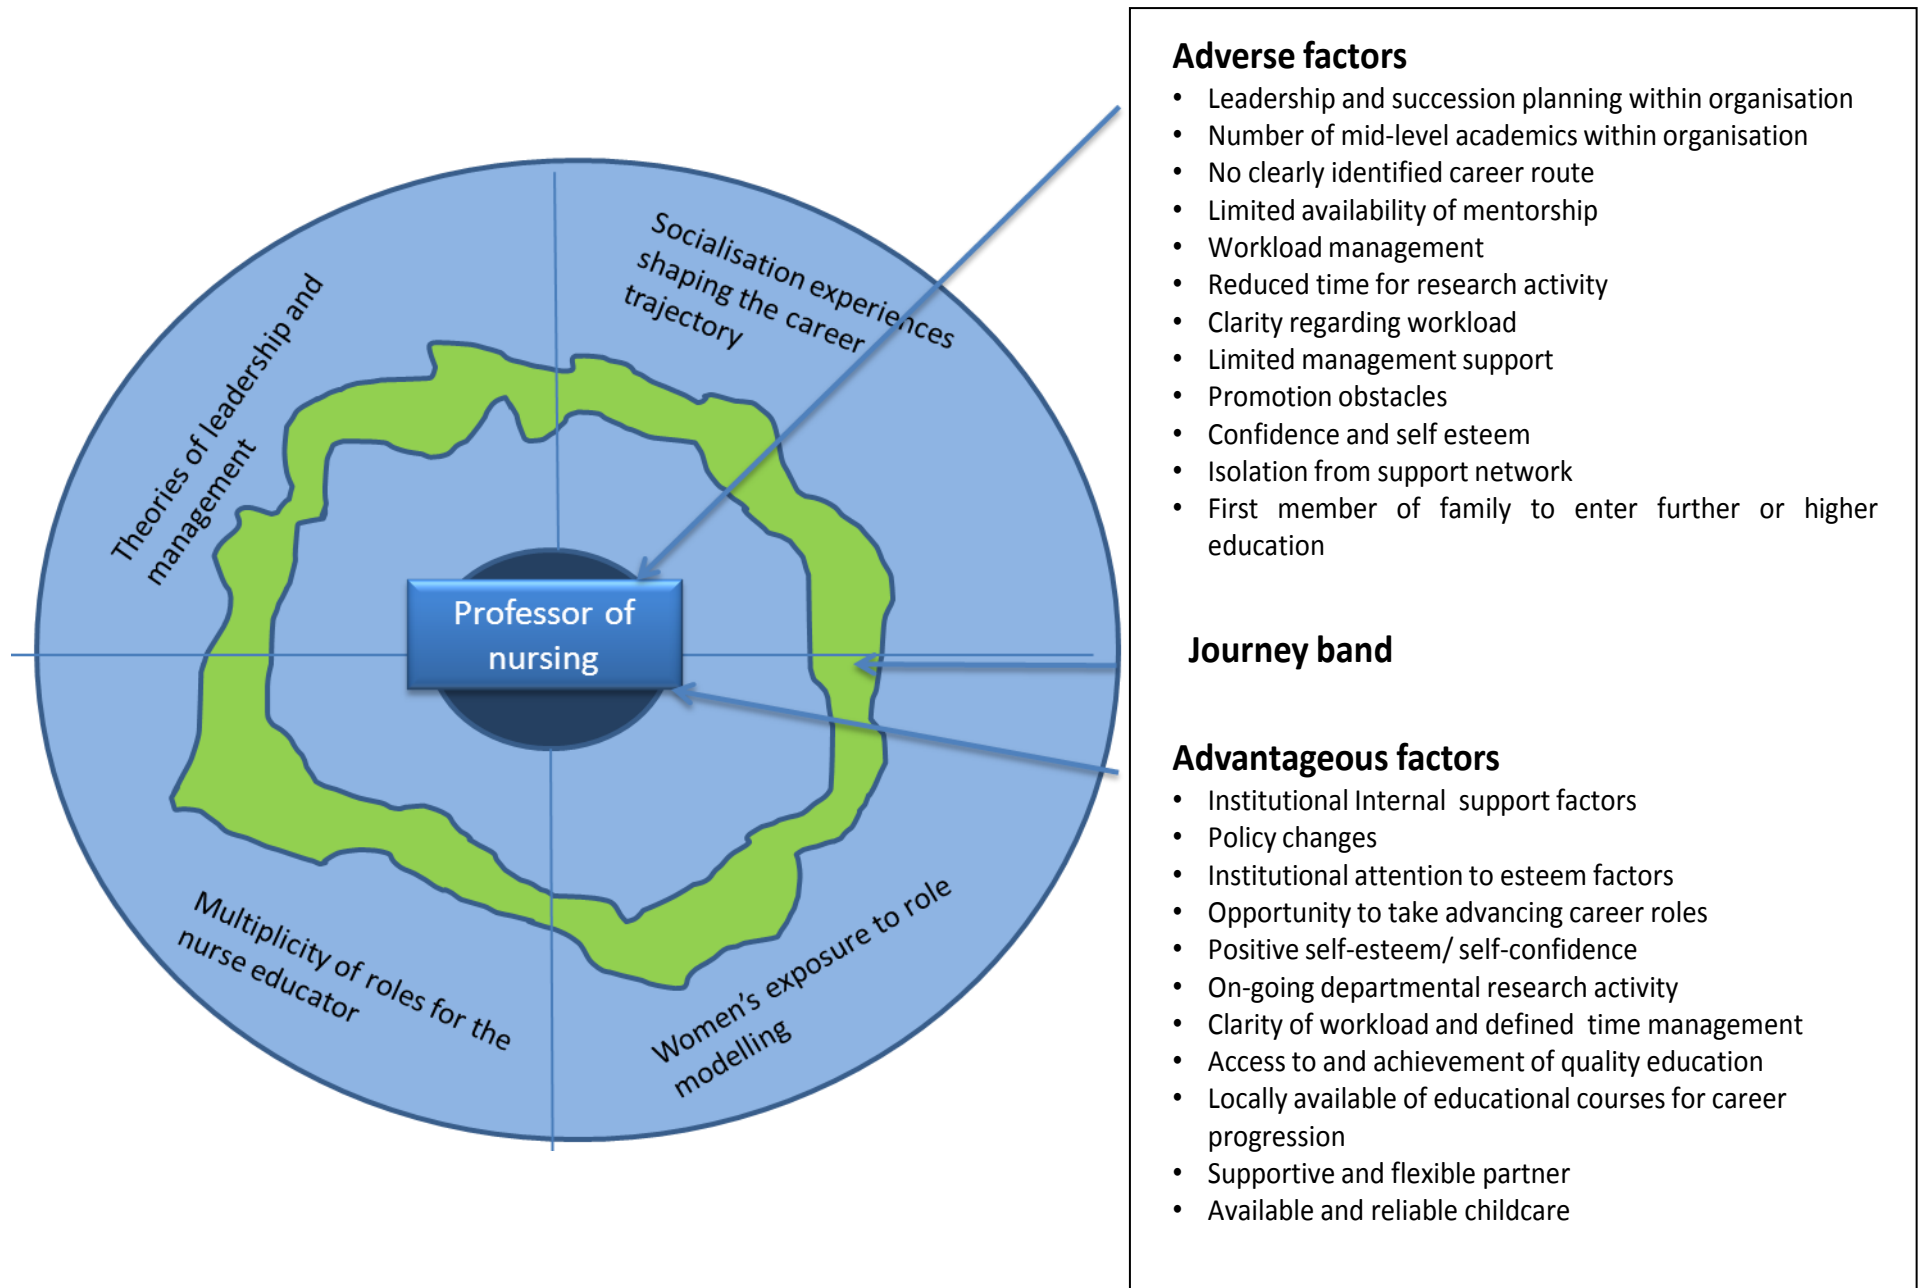 Theories of leadership and
management
Socialisation experiences
shaping the career
trajectory
Professor of
nursing
Multiplicity of roles for the
nurse educator
Women's exposure to role
modelling
Adverse factors
• Leadership and succession planning within organisation
• Number of mid-level academics within organisation
• No clearly identified career route
• Limited availability of mentorship
• Workload management
• Reduced time for research activity
• Clarity regarding workload
• Limited management support
• Promotion obstacles
• Confidence and self esteem
• Isolation from support network
• First member of family to enter further or higher
education
Journey band
Advantageous factors
• Institutional Internal support factors
• Policy changes
• Institutional attention to esteem factors
• Opportunity to take advancing career roles
• Positive self-esteem/ self-confidence
• On-going departmental research activity
• Clarity of workload and defined time management
• Access to and achievement of quality education
• Locally available of educational courses for career
progression
• Supportive and flexible partner
• Available and reliable childcare